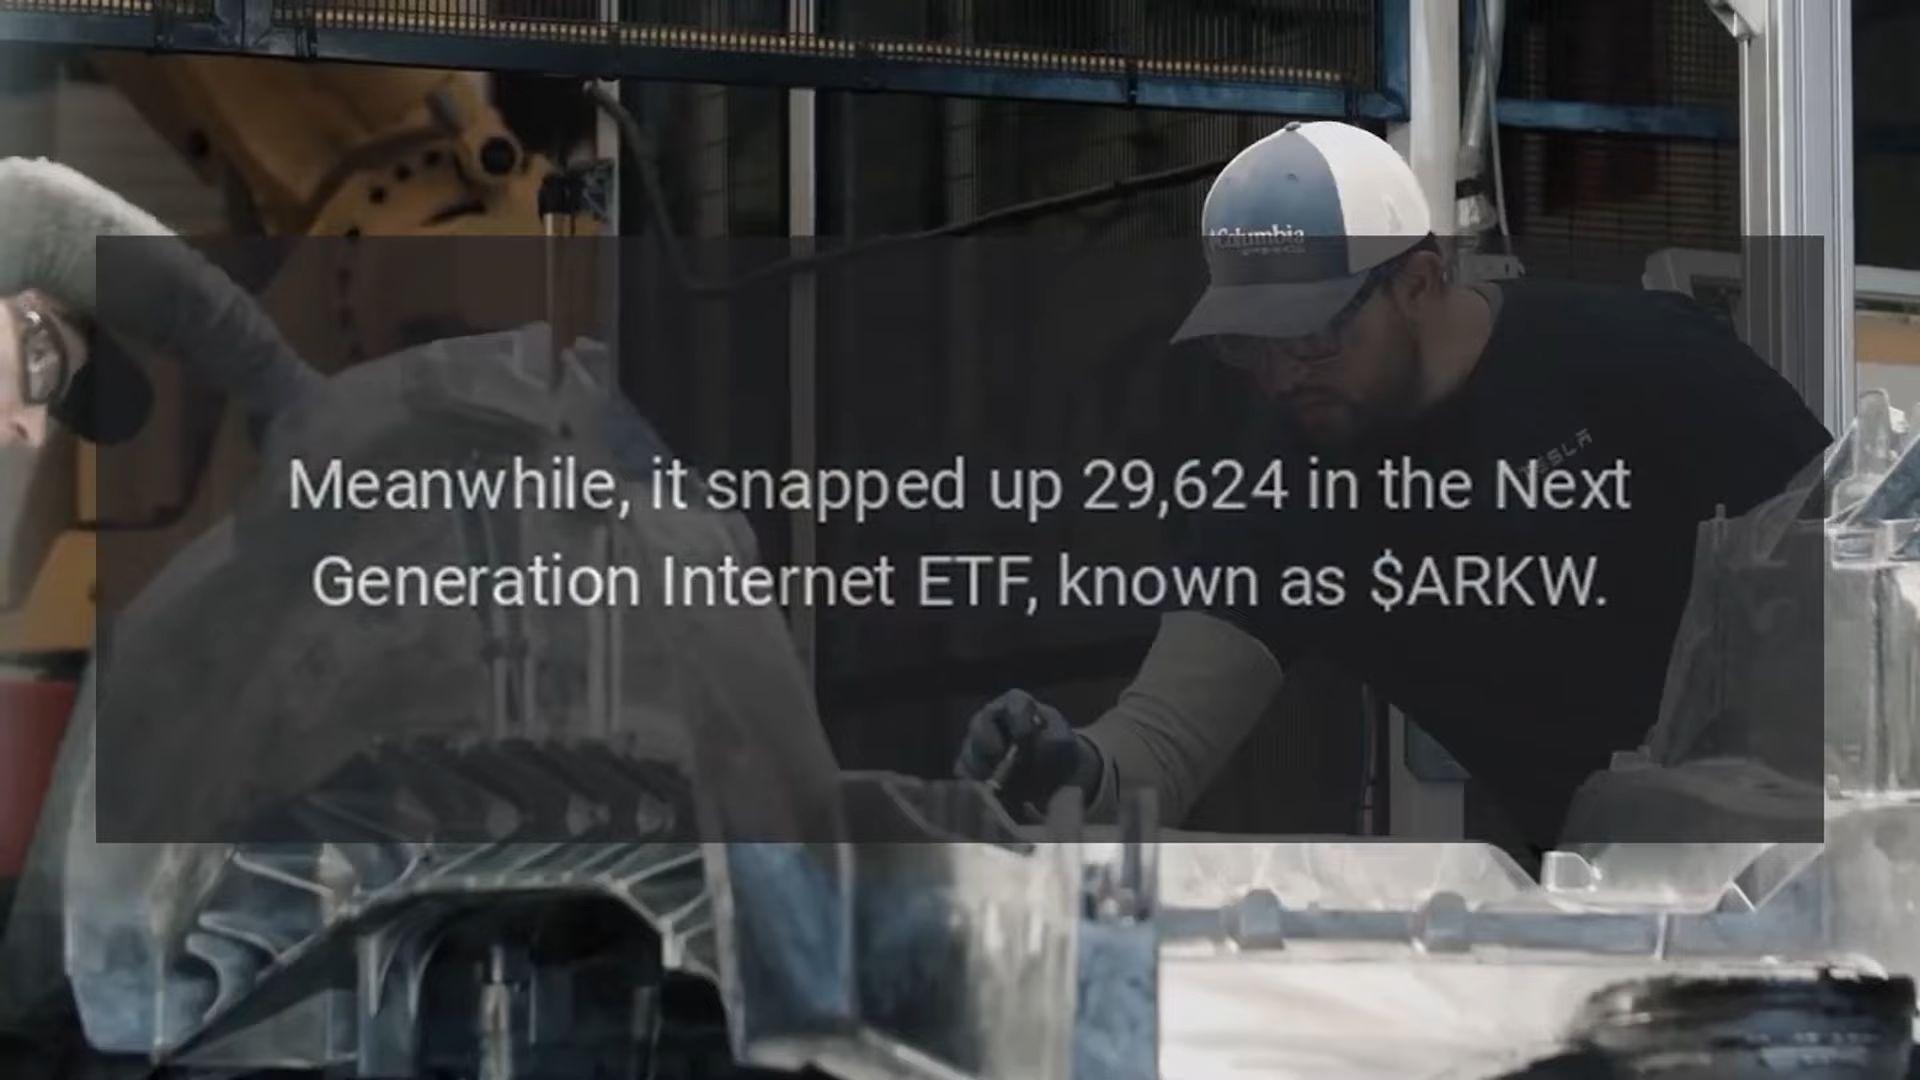 Columbia
Meanwhile, it snapped up 29,624 in the Next
Generation Internet ETF, known as $ARKW.
TESLA